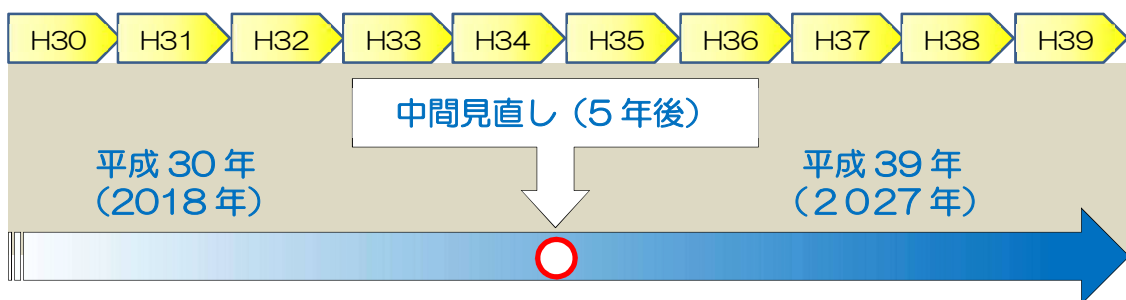 H30 H31 H32 H33 H34 H35 H36 H37 H38 H39
中間見直し（5年後）
平成30年
（2018年）
平成39年
（２０27年）